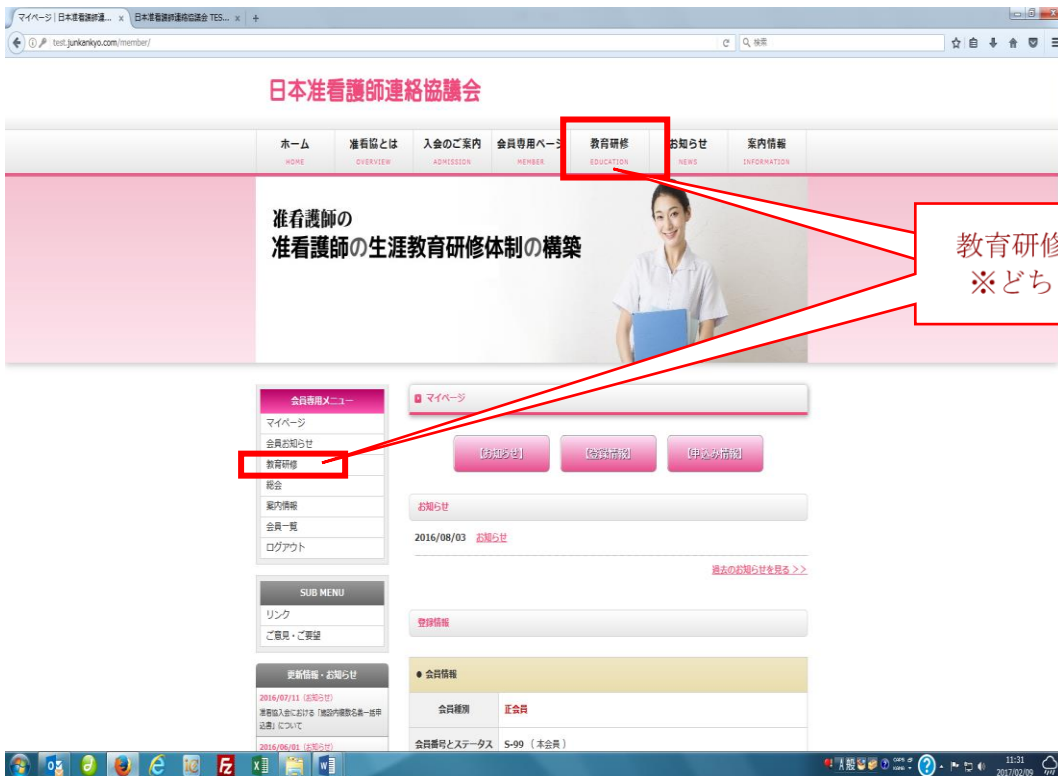 マイページ|日本准看護師連... x
日本准看護師連絡協議会 TES... x +
test.junkankyo.com/member/
検索
日本准看護師連絡協議会
ホーム 准看協とは 入会のご案内 会員専用ページ 教育研修 お知らせ 案内情報
HOME OVERVIEW ADMISSION MEMBER EDUCATION NEWS INFORMATION
准看護師の
准看護師の生涯教育研修体制の構築
教育研修
※どち
会員専用メニュー
マイページ
会員お知らせ
教育研修
総会
案内情報
会員一覧
ログアウト
SUB MENU
リンク
ご意見・ご要望
更新情報・お知らせ
2016/07/11(お知らせ)
准看協入会における「施設内複数名義一括申
込書」について
2016/06/01(お知らせ)
マイページ
[お知らせ] [登録情報] [申込み情報]
お知らせ
2016/08/03 お知らせ
過去のお知らせを見る >>
登録情報
● 会員情報
会員種別 正会員
会員番号とステータス S-99 (本会員)
11:31
2017/02/09